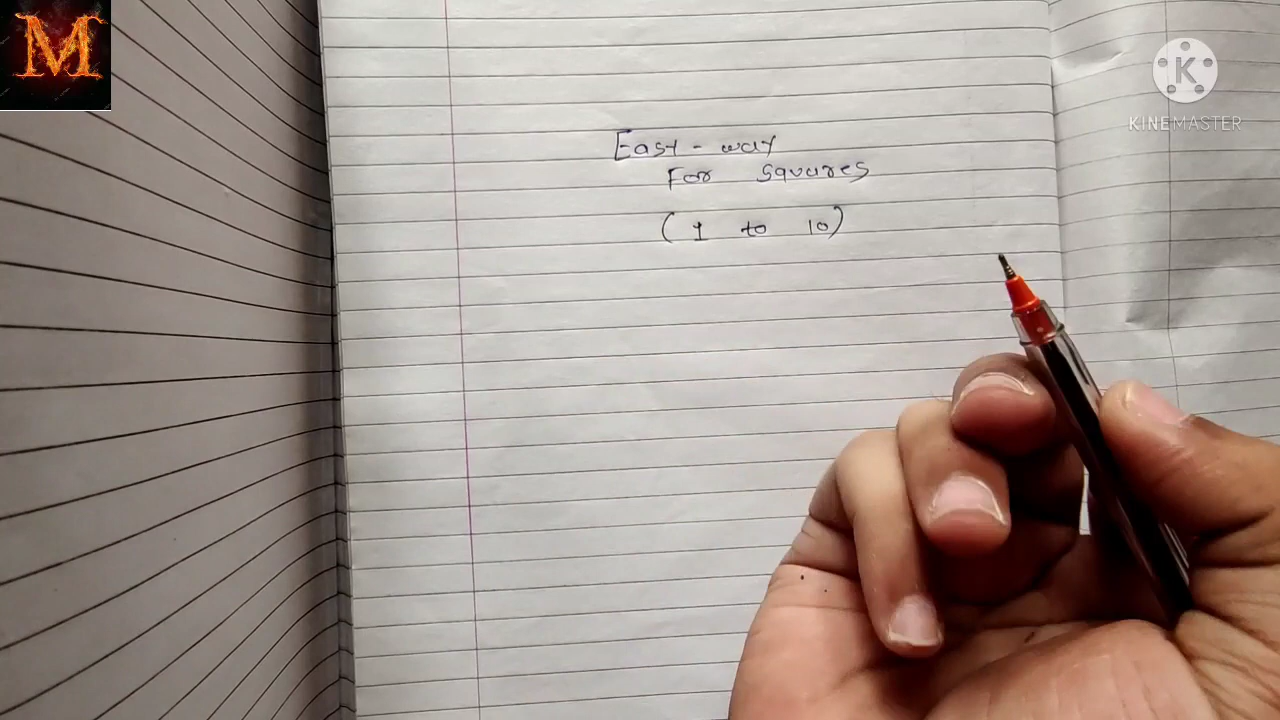 M
K
KINEMASTER
Easy - way
For Squares
( 1 to 10 )